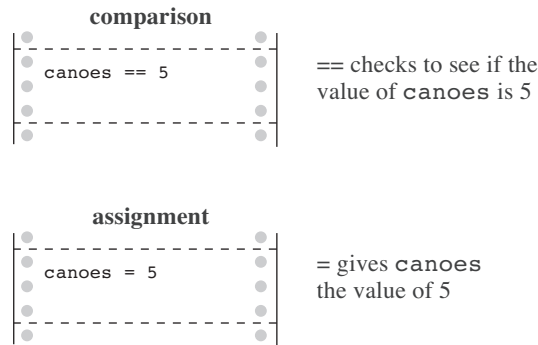 comparison
canoes == 5
== checks to see if the
value of canoes is 5
assignment
canoes = 5
= gives canoes
the value of 5